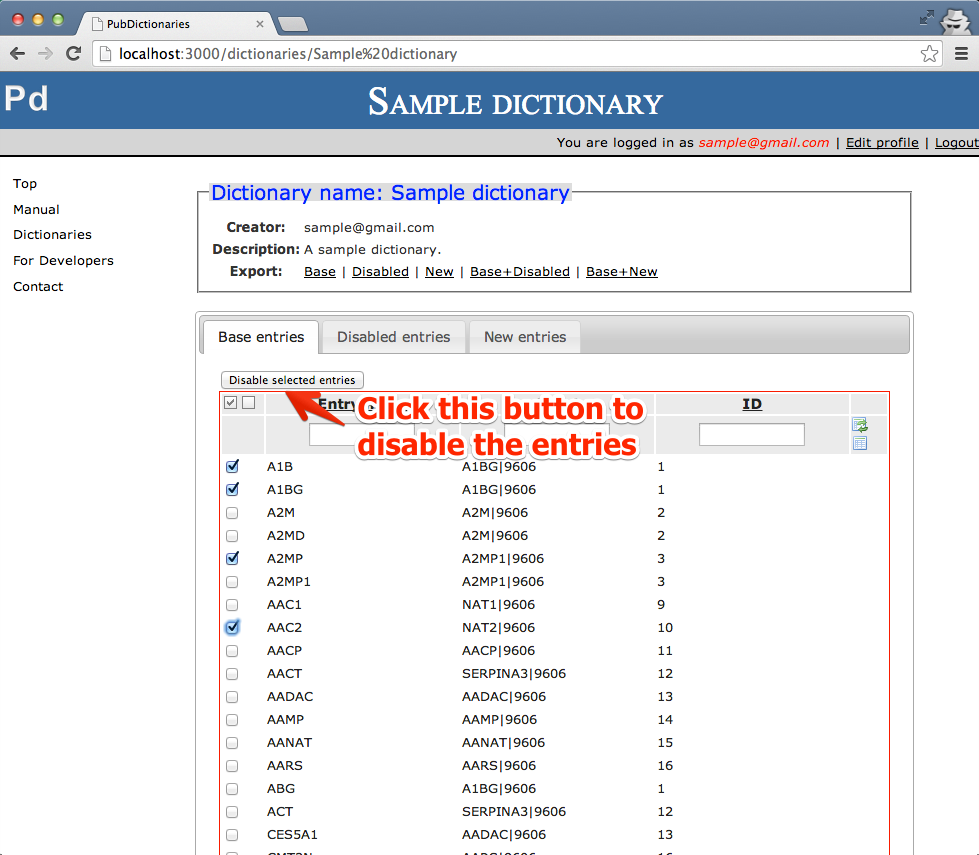 PubDictionaries
localhost:3000/dictionaries/Sample%20dictionary
Pd
SAMPLE DICTIONARY
You are logged in as sample@gmail.com | Edit profile | Logout
Top
Manual
Dictionaries
For Developers
Contact
Dictionary name: Sample dictionary
Creator: sample@gmail.com
Description: A sample dictionary.
Export: Base | Disabled | New | Base+Disabled | Base+New
Base entries Disabled entries New entries
Disable selected entries
Entry ID
Click this button to
disable the entries
A1B A1BG|9606 1
A1BG A1BG|9606 1
A2M A2M|9606 2
A2MD A2M|9606 2
A2MP A2MP1|9606 3
A2MP1 A2MP1|9606 3
AAC1 NAT1|9606 9
AAC2 NAT2|9606 10
AACP AACP|9606 11
AACT SERPINA3|9606 12
AADAC AADAC|9606 13
AAMP AAMP|9606 14
AANAT AANAT|9606 15
AARS AARS|9606 16
ABG A1BG|9606 1
ACT SERPINA3|9606 12
CES5A1 AADAC|9606 13